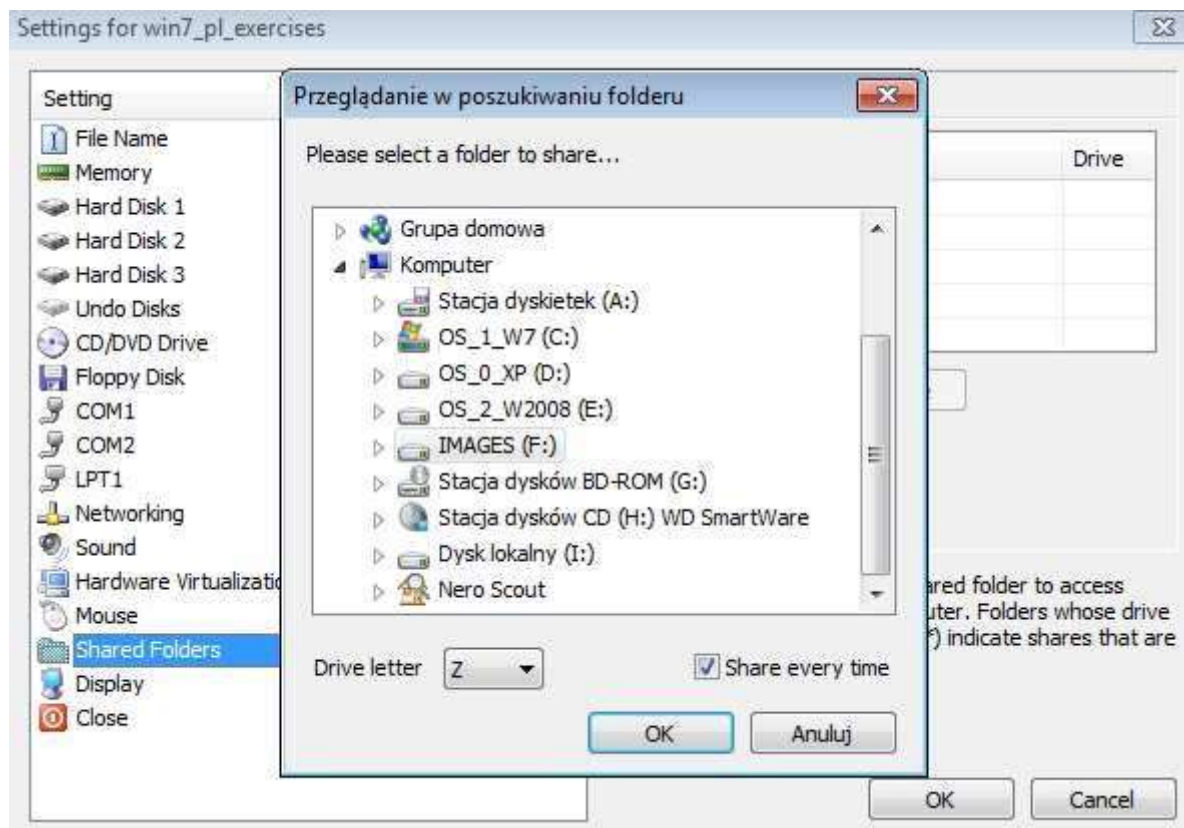 Settings for win7_pl_exercises
Setting
File Name
Memory
Hard Disk 1
Hard Disk 2
Hard Disk 3
Undo Disks
CD/DVD Drive
Floppy Disk
COM1
COM2
LPT1
Networking
Sound
Hardware Virtualizatio
Mouse
Shared Folders
Display
Close
Przeglądanie w poszukiwaniu folderu
Please select a folder to share...
Grupa domowa
Komputer
Stacja dyskietek (A:)
OS_1_W7 (C:)
OS_0_XP (D:)
OS_2_W2008 (E:)
IMAGES (F:)
Stacja dysków BD-ROM (G:)
Stacja dysków CD (H:) WD SmartWare
Dysk lokalny (I:)
Nero Scout
Drive letter Z Share every time
OK Anuluj
Drive
folder to access
Folders whose drive
*) indicate shares that are
OK Cancel